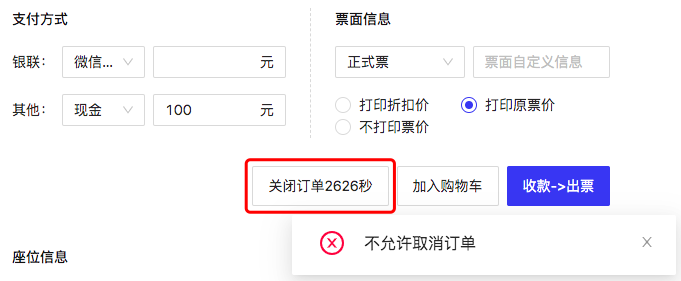 支付方式
票面信息
银联： 微信... 元
正式票 票面自定义信息
其他： 现金 100 元
打印折扣价 打印原票价
不打印票价
关闭订单2626秒 加入购物车 收款->出票
不允许取消订单
座位信息